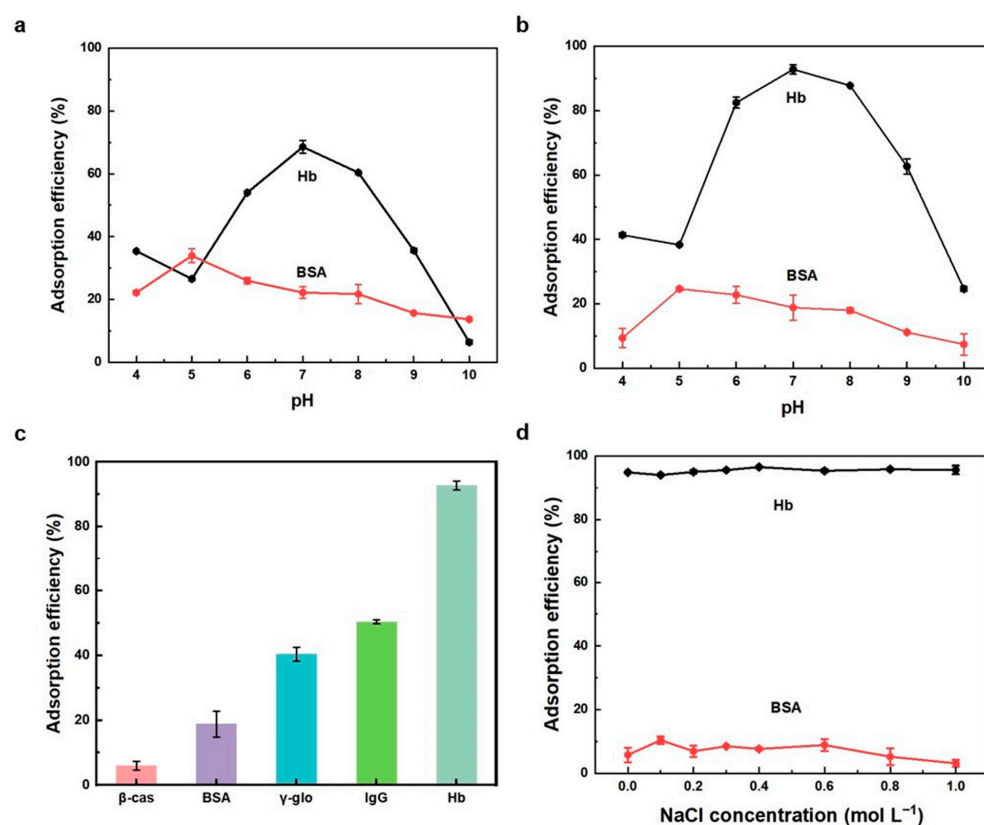 a
Adsorption efficiency (%)
100
80
60
40
20
0
Hb
BSA
4 5 6 7 8 9 10
pH
b
Adsorption efficiency (%)
100
80
60
40
20
0
Hb
BSA
4 5 6 7 8 9 10
pH
c
Adsorption efficiency (%)
100
80
60
40
20
0
β-cas BSA γ-glo IgG Hb
d
Adsorption efficiency (%)
100
80
60
40
20
0
Hb
BSA
0.0 0.2 0.4 0.6 0.8 1.0
NaCl concentration (mol L⁻¹)